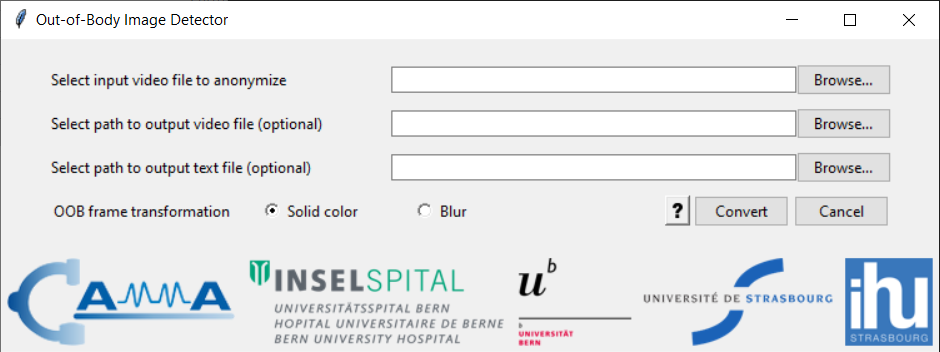 Out-of-Body Image Detector
Select input video file to anonymize Browse...
Select path to output video file (optional) Browse...
Select path to output text file (optional) Browse...
OOB frame transformation Solid color Blur ? Convert Cancel
CAMMA
INSELSPITAL
UNIVERSITÄTSSPITAL BERN
HOPITAL UNIVERSITAIRE DE BERNE
BERN UNIVERSITY HOSPITAL
u b
b
UNIVERSITÄT
BERN
UNIVERSITÉ DE STRASBOURG
ihu
STRASBOURG